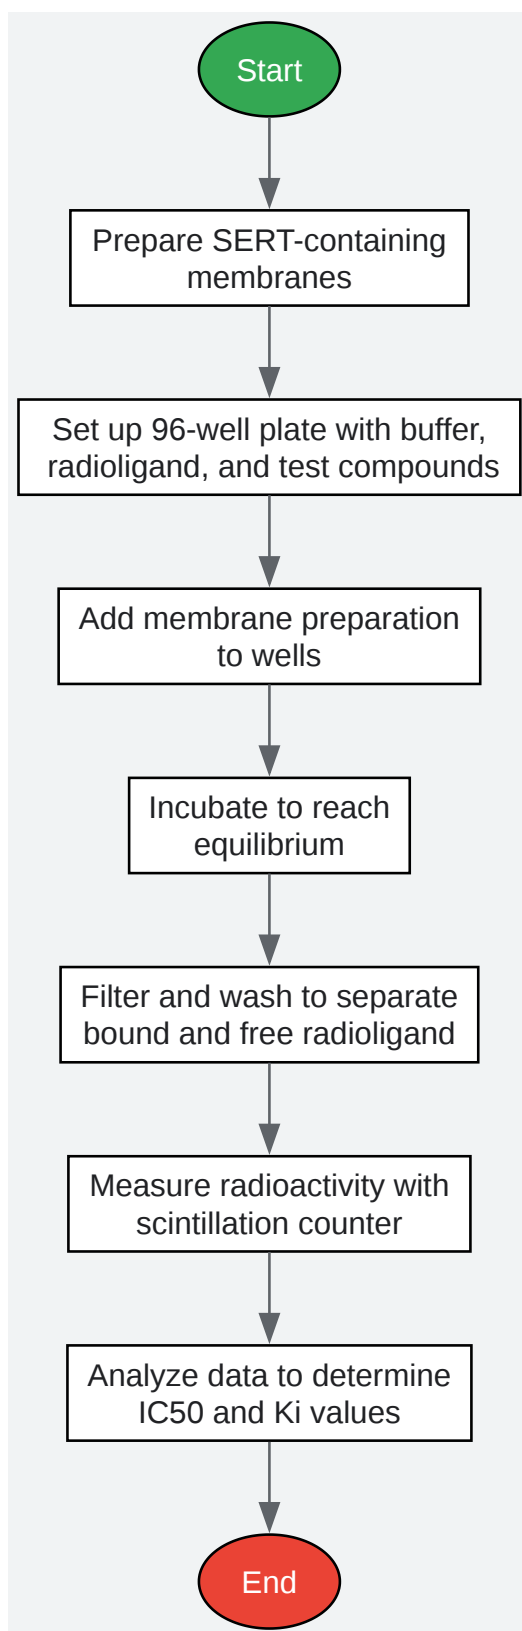 Start
Prepare SERT-containing
membranes
Set up 96-well plate with buffer,
radioligand, and test compounds
Add membrane preparation
to wells
Incubate to reach
equilibrium
Filter and wash to separate
bound and free radioligand
Measure radioactivity with
scintillation counter
Analyze data to determine
IC50 and Ki values
End